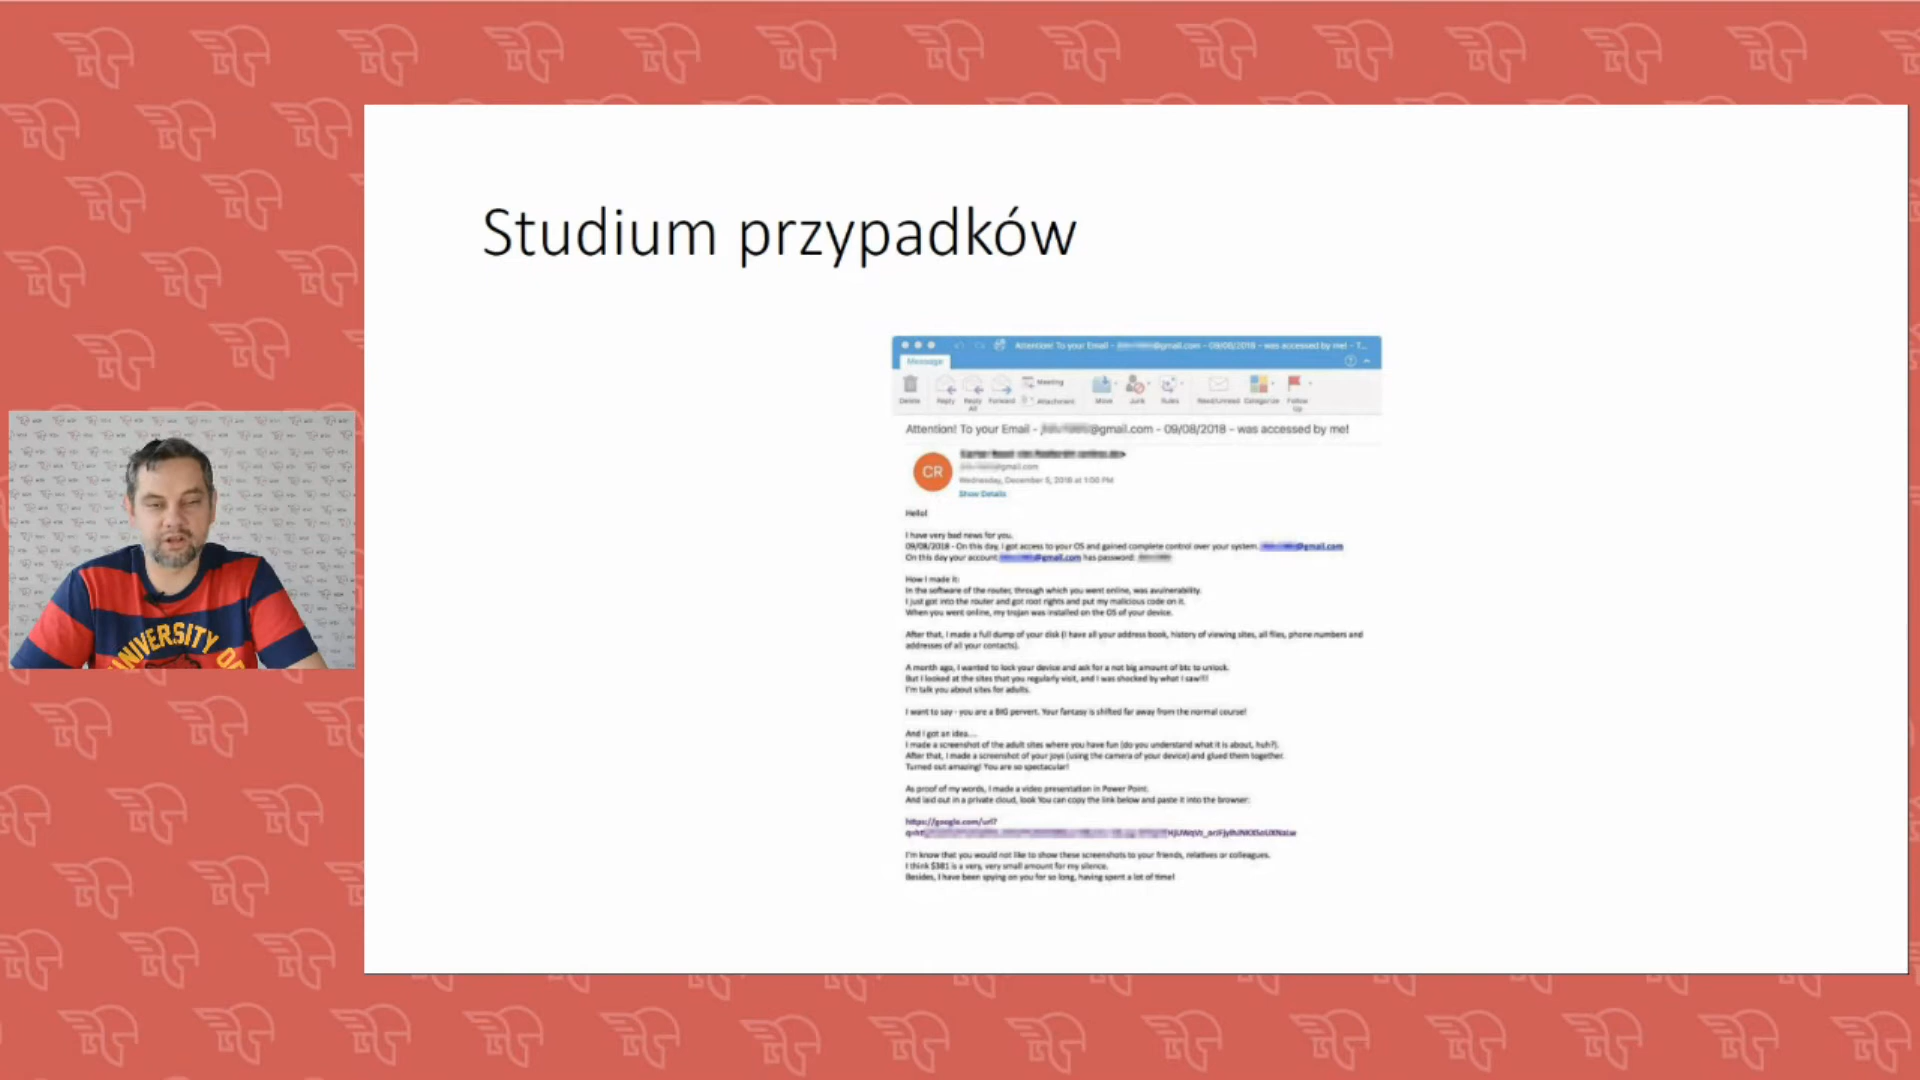 Studium przypadków
Attention! To your Email - @gmail.com - 09/08/2018 - was accessed by me! - T...
Message
Delete
Reply
Reply All
Forward
Meeting
Attachment
Move
Junk
Rules
Read/Unread
Categorize
Follow Up
Attention! To your Email - @gmail.com - 09/08/2018 - was accessed by me!
CR
@gmail.com
Wednesday, December 5, 2018 at 1:00 PM
Show Details
Hello!
I have very bad news for you.
09/08/2018 - On this day, I got access to your OS and gained complete control over your system. @gmail.com
On this day your account @gmail.com has password:
How I made it:
In the software of the router, through which you went online, was avulnerability.
I just got into the router and got root rights and put my malicious code on it.
When you went online, my trojan was installed on the OS of your device.
After that, I made a full dump of your disk (I have all your address book, history of viewing sites, all files, phone numbers and
addresses of all your contacts).
A month ago, I wanted to lock your device and ask for a not big amount of btc to unlock.
But I looked at the sites that you regularly visit, and I was shocked by what I saw!!!
I'm talk you about sites for adults.
I want to say - you are a BIG pervert. Your fantasy is shifted far away from the normal course!
And I got an idea....
I made a screenshot of the adult sites where you have fun (do you understand what it is about, huh?).
After that, I made a screenshot of your joys (using the camera of your device) and glued them together.
Turned out amazing! You are so spectacular!
As proof of my words, I made a video presentation in Power Point.
And laid out in a private cloud, look You can copy the link below and paste it into the browser:
https://google.com/url?
I'm know that you would not like to show these screenshots to your friends, relatives or colleagues.
I think $381 is a very, very small amount for my silence.
Besides, I have been spying on you for so long, having spent a lot of time!
UNIVERSITY OF